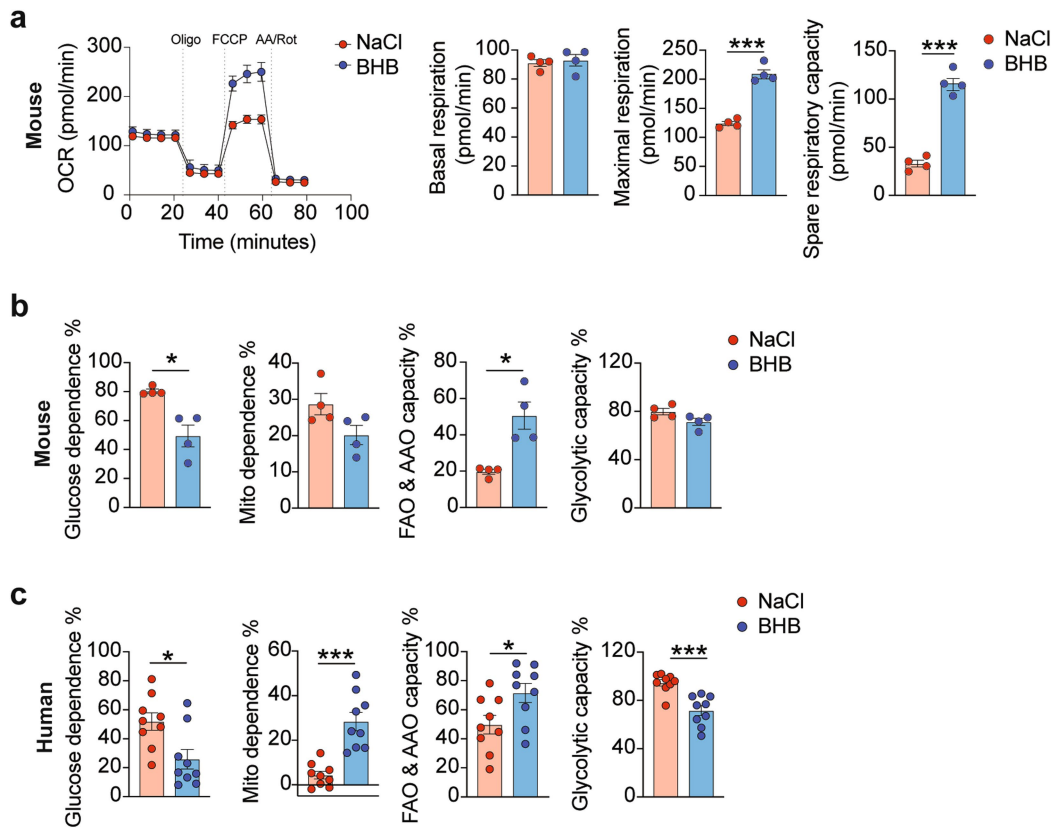 a
Mouse
OCR (pmol/min)
300
200
100
0
Oligo FCCP AA/Rot
0 20 40 60 80 100
Time (minutes)
NaCl
BHB
Basal respiration
(pmol/min)
100
80
60
40
20
0
Maximal respiration
(pmol/min)
250
200
150
100
50
0
***
Spare respiratory capacity
(pmol/min)
150
100
50
0
***
NaCl
BHB
b
Mouse
Glucose dependence %
100
80
60
40
20
0
*
Mito dependence %
40
30
20
10
0
FAO & AAO capacity %
80
60
40
20
0
*
Glycolytic capacity %
120
80
40
0
NaCl
BHB
c
Human
Glucose dependence %
100
80
60
40
20
0
*
Mito dependence %
60
40
20
0
***
FAO & AAO capacity %
100
80
60
40
20
0
*
Glycolytic capacity %
120
80
40
0
***
NaCl
BHB